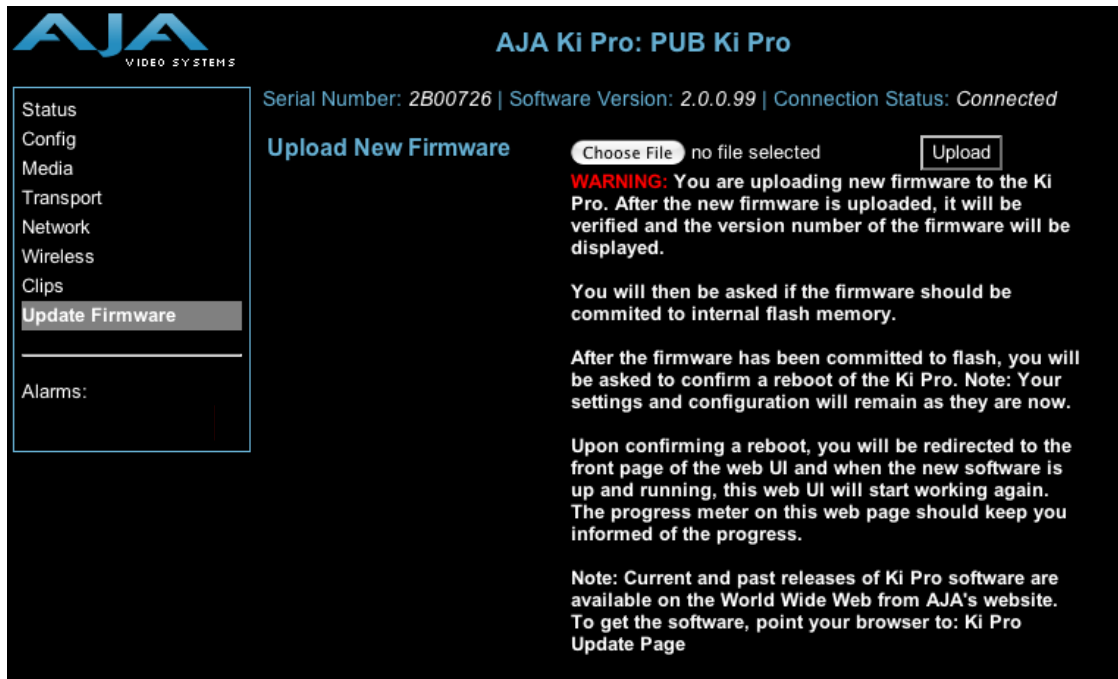 AJA
VIDEO SYSTEMS
AJA Ki Pro: PUB Ki Pro
Status
Config
Media
Transport
Network
Wireless
Clips
Update Firmware
Alarms:
Serial Number: 2B00726 | Software Version: 2.0.0.99 | Connection Status: Connected
Upload New Firmware
Choose File no file selected
Upload
WARNING: You are uploading new firmware to the Ki
Pro. After the new firmware is uploaded, it will be
verified and the version number of the firmware will be
displayed.
You will then be asked if the firmware should be
commited to internal flash memory.
After the firmware has been committed to flash, you will
be asked to confirm a reboot of the Ki Pro. Note: Your
settings and configuration will remain as they are now.
Upon confirming a reboot, you will be redirected to the
front page of the web UI and when the new software is
up and running, this web UI will start working again.
The progress meter on this web page should keep you
informed of the progress.
Note: Current and past releases of Ki Pro software are
available on the World Wide Web from AJA's website.
To get the software, point your browser to: Ki Pro
Update Page